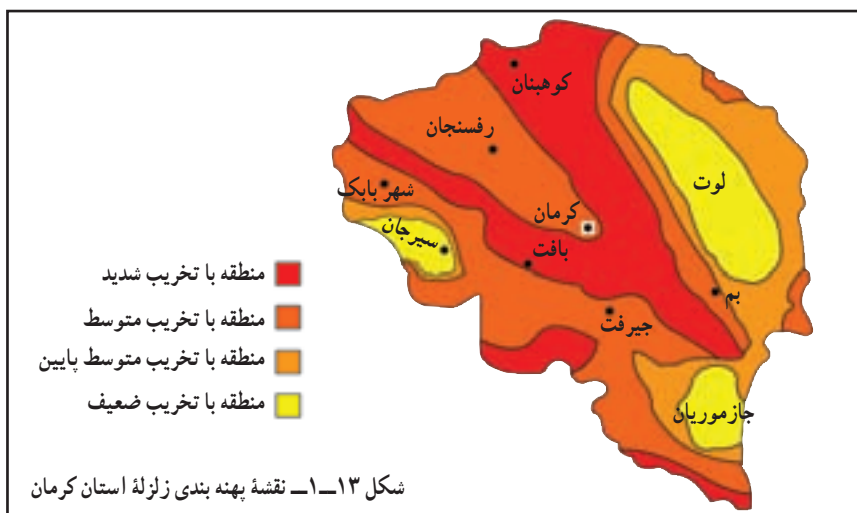 کوهبنان
رفسنجان
لوت
شهر بابک
کرمان
سیرجان
بافت
بم
جیرفت
جازموریان
منطقه با تخریب شدید
منطقه با تخریب متوسط
منطقه با تخریب متوسط پایین
منطقه با تخریب ضعیف
شکل ۱۳ــ۱ــ نقشهٔ پهنه بندی زلزلهٔ استان کرمان